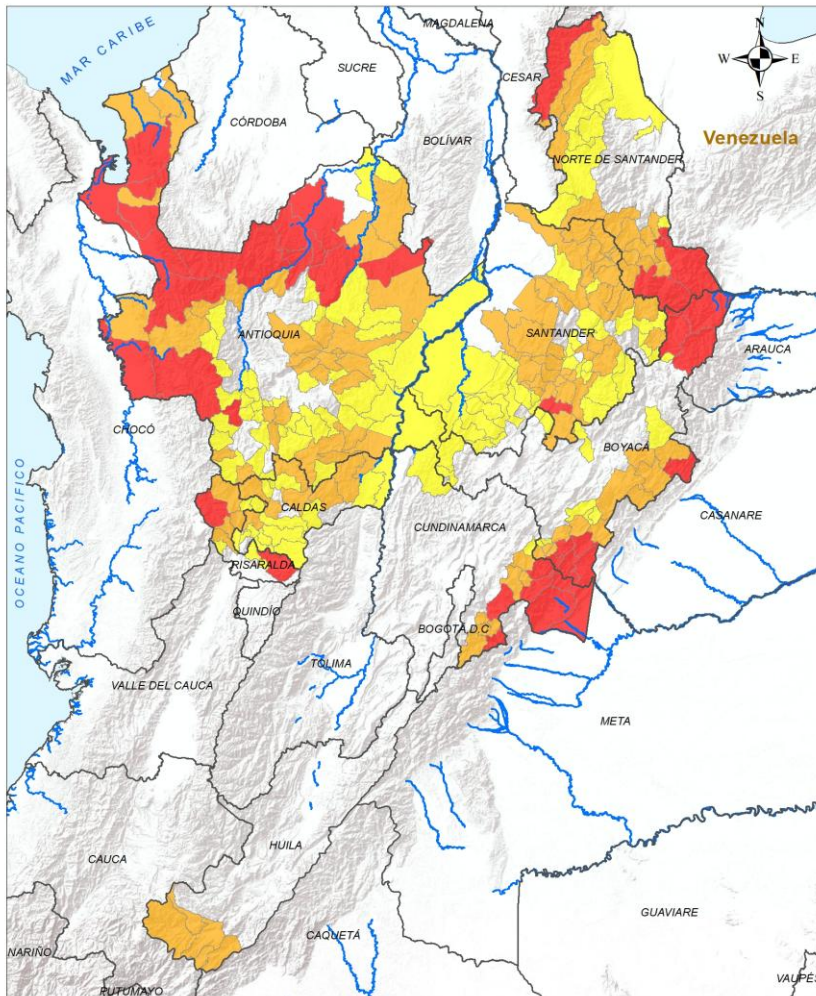 MAR CARIBE
MAGDALENA
N
W
E
S
SUCRE
CESAR
CÓRDOBA
BOLÍVAR
Venezuela
NORTE DE SANTANDER
ANTIOQUIA
SANTANDER
ARAUCA
CHOCÓ
BOYACÁ
CALDAS
CASANARE
CUNDINAMARCA
OCEANO PACIFICO
RISARALDA
QUINDÍO
BOGOTÁ D.C
TOLIMA
VALLE DEL CAUCA
META
HUILA
CAUCA
GUAVIARE
CAQUETÁ
NARIÑO
PUTUMAYO
VAUPÉS